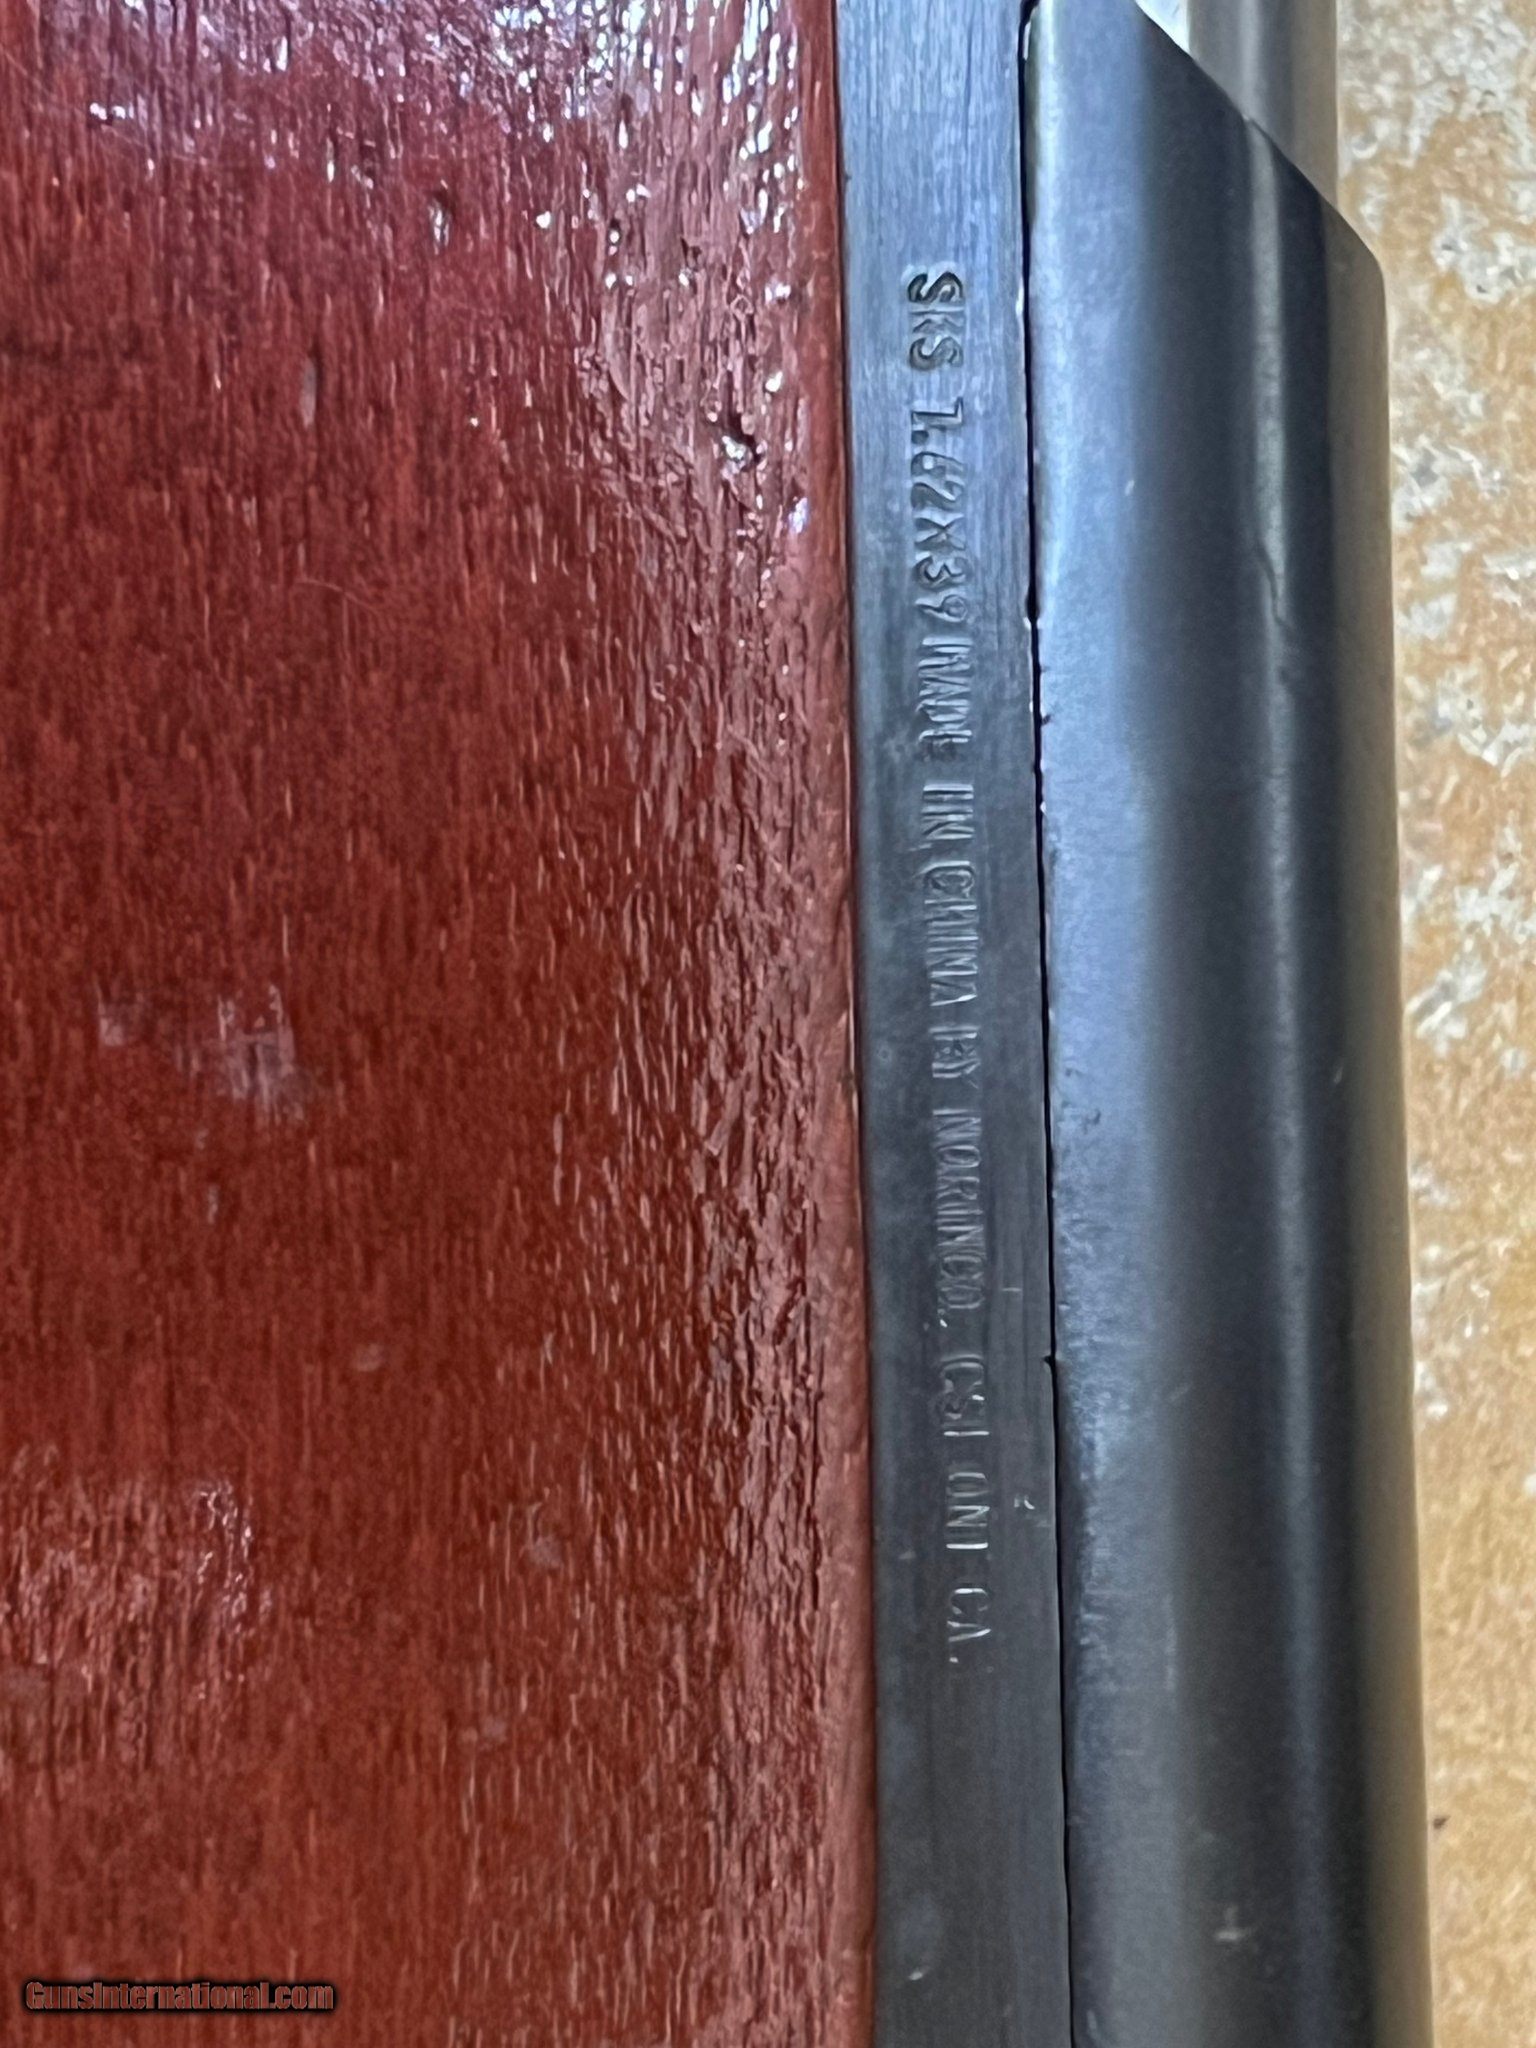 SKS 7.62x39 MADE IN CHINA BY NORINCO., CSI ONT CA.
GunsInternational.com